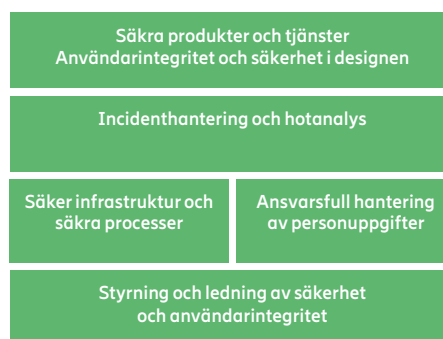 Säkra produkter och tjänster
Användarintegritet och säkerhet i designen
Incidenthantering och hotanalys
Säker infrastruktur och
säkra processer
Ansvarsfull hantering
av personuppgifter
Styrning och ledning av säkerhet
och användarintegritet